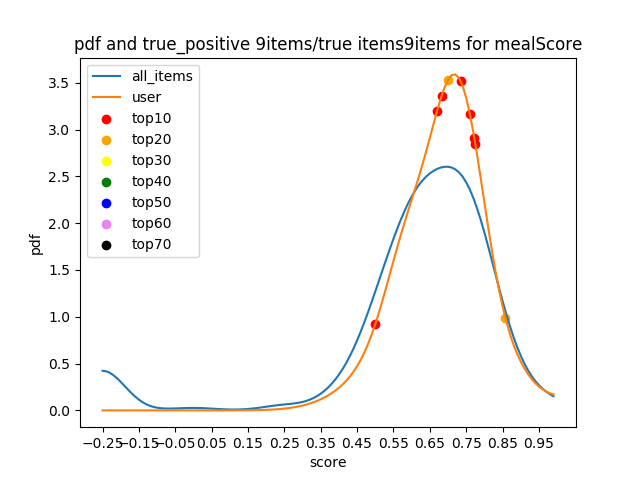 pdf and true_positive 9items/true items9items for mealScore
all_items
user
top10
top20
top30
top40
top50
top60
top70
pdf
3.5
3.0
2.5
2.0
1.5
1.0
0.5
0.0
−0.25 −0.15 −0.05 0.05 0.15 0.25 0.35 0.45 0.55 0.65 0.75 0.85 0.95
score